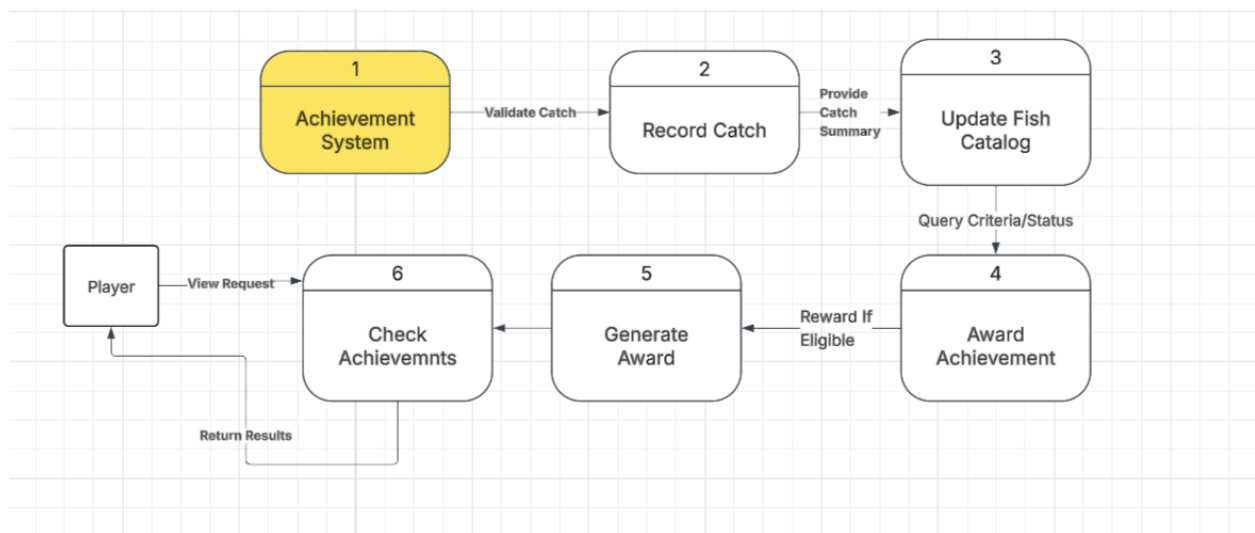 1
Achievement
System
Validate Catch
2
Record Catch
Provide
Catch
Summary
3
Update Fish
Catalog
Query Criteria/Status
Player
View Request
6
Check
Achievemnts
5
Generate
Award
Reward If
Eligible
4
Award
Achievement
Return Results